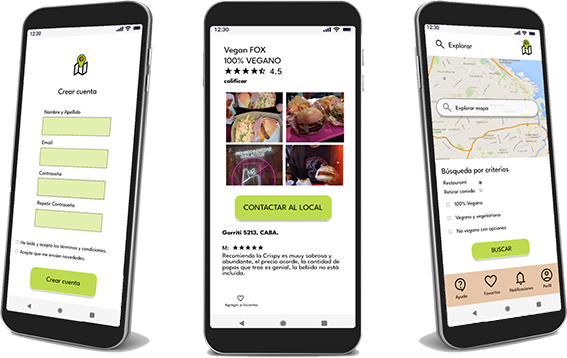 12:30
Crear cuenta
Nombre y Apellido
Email
Contraseña
Repetir Contraseña
He leído y acepto los términos y condiciones.
Acepto que me envíen novedades.
Crear cuenta
12:30
Vegan FOX
100% VEGANO
4.5
calificar
CONTACTAR AL LOCAL
Gorriti 5213, CABA.
M:
Recomiendo la Crispy es muyy sabrosa y
abundante, el precio acorde, la cantidad de
papas que trae es genial, la bebida no está
incluida.
Agregar a favoritos
12:30
Explorar
Explorar mapa
Búsqueda por criterios
Restaurant
Retirar comida
100% Vegano
Vegano y vegetariano
No vegano con opciones
BUSCAR
Ayuda
Favoritos
Notificaciones
Perfil